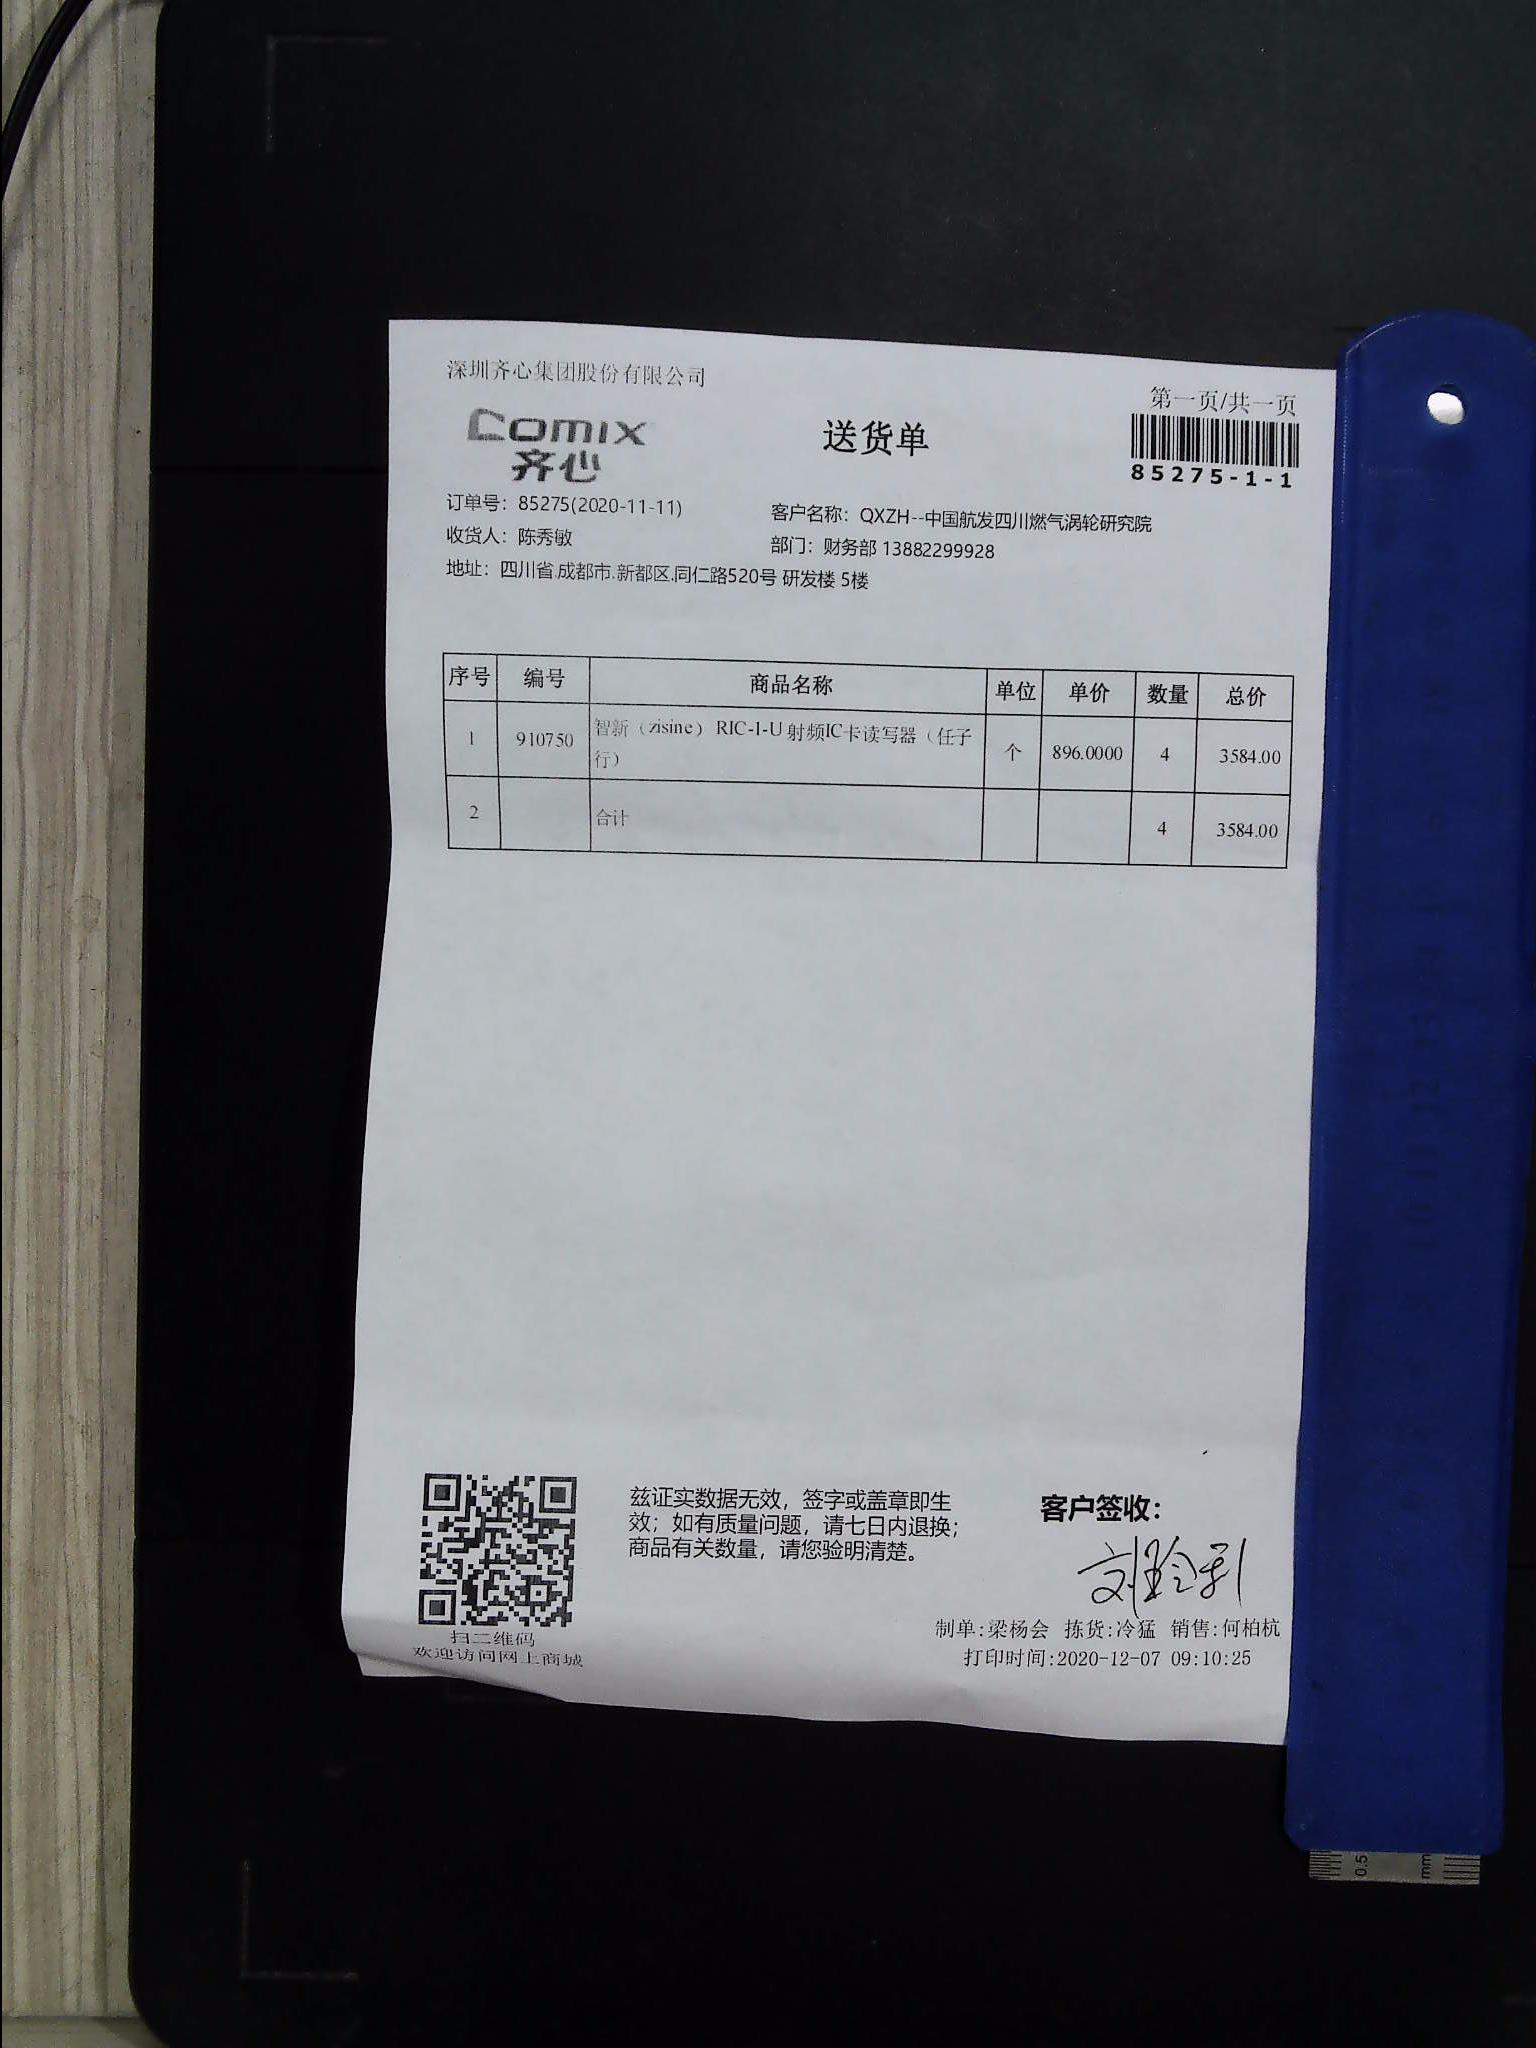 深圳齐心集团股份有限公司
第一页/共一页
comix
齐心
送货单
85275-1-1
订单号：85275(2020-11-11)
客户名称：QXZH--中国航发四川燃气涡轮研究院
收货人：陈秀敏
部门：财务部 13882299928
地址：四川省.成都市.新都区.同仁路520号 研发楼 5楼
序号 编号 商品名称 单位 单价 数量 总价
1 910750 智新（zisine） RIC-1-U 射频IC卡读写器（任子
行） 个 896.0000 4 3584.00
2 合计 4 3584.00
兹证实数据无效，签字或盖章即生
效；如有质量问题，请七日内退换；
商品有关数量，请您验明清楚。
客户签收：
制单:梁杨会 拣货:冷猛 销售:何柏杭
打印时间:2020-12-07 09:10:25
扫二维码
欢迎访问网上商城
0.5
mm